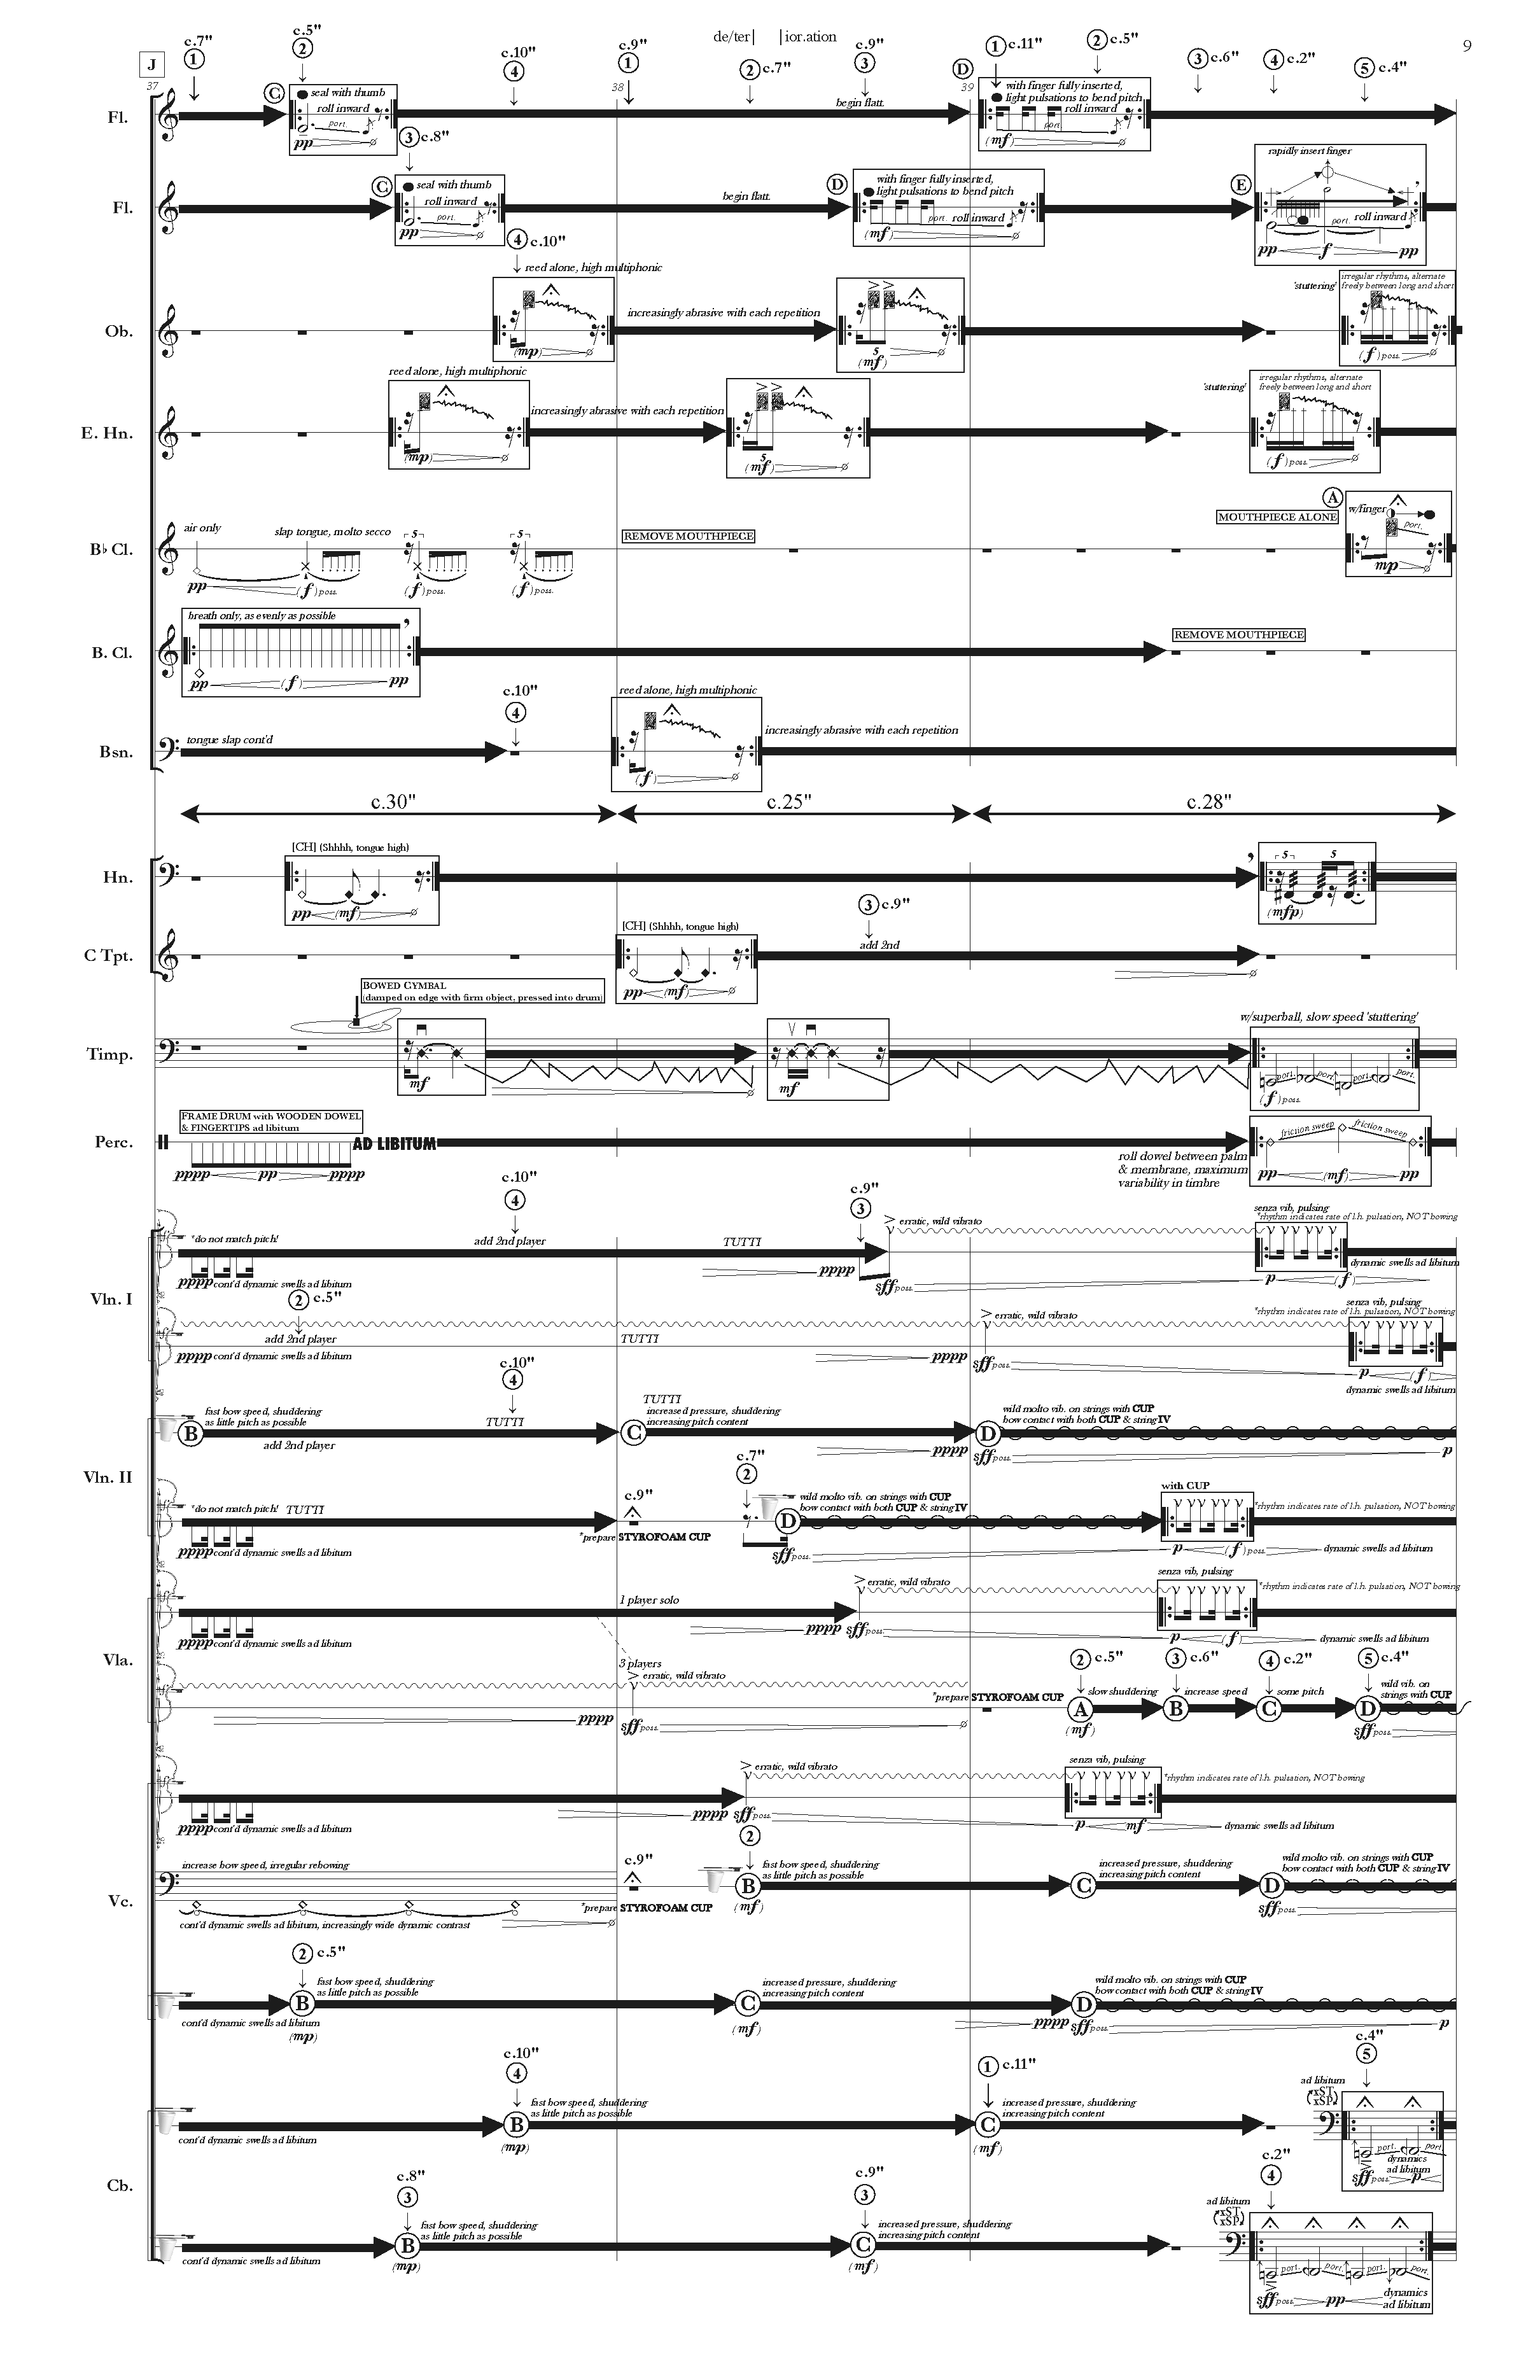 de/ter| |ior.ation
9
J
37
c.7" 1
c.5" 2
c.10" 4
38
c.9" 1
2 c.7"
c.9" 3
39
1 c.11"
2 c.5"
3 c.6"
4 c.2"
5 c.4"
Fl.
C
seal with thumb
roll inward
port.
pp
begin flatt.
D
with finger fully inserted,
light pulsations to bend pitch
roll inward
port.
(mf)
3 c.8"
Fl.
C
seal with thumb
roll inward
port.
pp
begin flatt.
D
with finger fully inserted,
light pulsations to bend pitch
port. roll inward
(mf)
E
rapidly insert finger
port. roll inward
pp f pp
4 c.10"
Ob.
reed alone, high multiphonic
(mp)
increasingly abrasive with each repetition
5
(mf)
'stuttering'
irregular rhythms, alternate
freely between long and short
(f) poss.
E. Hn.
reed alone, high multiphonic
(mp)
increasingly abrasive with each repetition
5
(mf)
'stuttering'
irregular rhythms, alternate
freely between long and short
(f) poss.
B♭ Cl.
air only
slap tongue, molto secco
5
5
pp (f) poss. (f) poss. (f) poss.
REMOVE MOUTHPIECE
MOUTHPIECE ALONE
A
w/finger
port.
mp
B. Cl.
breath only, as evenly as possible
pp (f) pp
REMOVE MOUTHPIECE
Bsn.
tongue slap cont'd
c.10"
4
reed alone, high multiphonic
(f)
increasingly abrasive with each repetition
c.30" c.25" c.28"
Hn.
[CH] (Shhhh, tongue high)
pp (mf)
5 5
(mfp)
C Tpt.
[CH] (Shhhh, tongue high)
pp (mf)
3 c.9"
add 2nd
BOWED CYMBAL
(damped on edge with firm object, pressed into drum)
Timp.
mf
mf
w/superball, slow speed 'stuttering'
port. port. port. port.
(f) poss.
Perc.
FRAME DRUM with WOODEN DOWEL
& FINGERTIPS ad libitum
AD LIBITUM
pppp pp pppp
roll dowel between palm
& membrane, maximum
variability in timbre
friction sweep friction sweep
pp (mf) pp
Vln. I
*do not match pitch!
pppp cont'd dynamic swells ad libitum
c.10"
4
add 2nd player
TUTTI
c.9"
3
pppp
erratic, wild vibrato
sff poss.
senza vib, pulsing
*rhythm indicates rate of l.h. pulsation, NOT bowing
p (f)
dynamic swells ad libitum
2 c.5"
add 2nd player
pppp cont'd dynamic swells ad libitum
TUTTI
pppp
erratic, wild vibrato
sff poss.
senza vib, pulsing
*rhythm indicates rate of l.h. pulsation, NOT bowing
p (f)
dynamic swells ad libitum
Vln. II
B
fast bow speed, shuddering
as little pitch as possible
add 2nd player
c.10"
4
TUTTI
C
TUTTI
increased pressure, shuddering
increasing pitch content
pppp
D
wild molto vib. on strings with CUP
bow contact with both CUP & string IV
sff poss.
p
*do not match pitch! TUTTI
pppp cont'd dynamic swells ad libitum
c.9"
*prepare STYROFOAM CUP
c.7"
2
D
wild molto vib. on strings with CUP
bow contact with both CUP & string IV
sff poss.
with CUP
*rhythm indicates rate of l.h. pulsation, NOT bowing
p (f) poss.
dynamic swells ad libitum
Vla.
pppp cont'd dynamic swells ad libitum
1 player solo
pppp
erratic, wild vibrato
sff poss.
senza vib, pulsing
*rhythm indicates rate of l.h. pulsation, NOT bowing
p (f)
dynamic swells ad libitum
3 players
pppp
erratic, wild vibrato
sff poss.
*prepare STYROFOAM CUP
2 c.5"
3 c.6"
4 c.2"
5 c.4"
A slow shuddering
(mf)
B increase speed
C some pitch
D
wild vib. on
strings with CUP
sff poss.
Vc.
pppp cont'd dynamic swells ad libitum
pppp
erratic, wild vibrato
sff poss.
senza vib, pulsing
*rhythm indicates rate of l.h. pulsation, NOT bowing
p mf
dynamic swells ad libitum
increase bow speed, irregular rebowing
cont'd dynamic swells ad libitum, increasingly wide dynamic contrast
c.9"
*prepare STYROFOAM CUP
2
B
fast bow speed, shuddering
as little pitch as possible
(mf)
C
increased pressure, shuddering
increasing pitch content
D
wild molto vib. on strings with CUP
bow contact with both CUP & string IV
sff poss.
2 c.5"
cont'd dynamic swells ad libitum
B
fast bow speed, shuddering
as little pitch as possible
(mp)
C
increased pressure, shuddering
increasing pitch content
(mf)
pppp
D
wild molto vib. on strings with CUP
bow contact with both CUP & string IV
sff poss.
p
Cb.
cont'd dynamic swells ad libitum
c.10"
4
B
fast bow speed, shuddering
as little pitch as possible
(mp)
1 c.11"
C
increased pressure, shuddering
increasing pitch content
(mf)
c.4"
5
ad libitum
xST
xSP
port. port.
dynamics
ad libitum
sff poss. p
cont'd dynamic swells ad libitum
c.8"
3
B
fast bow speed, shuddering
as little pitch as possible
(mp)
c.9"
3
C
increased pressure, shuddering
increasing pitch content
(mf)
c.2"
4
ad libitum
xST
xSP
port. port. port. port.
sff poss. pp
dynamics
ad libitum